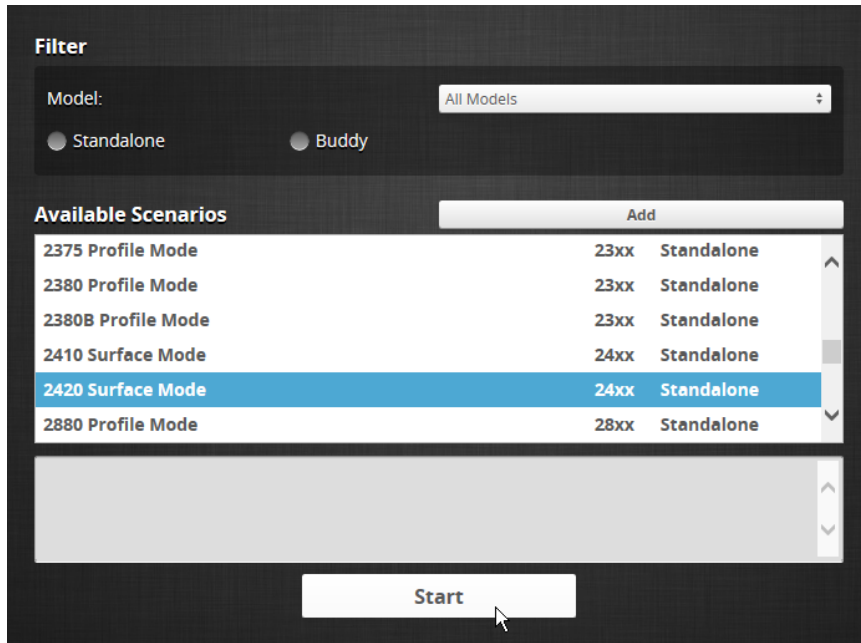 Filter
Model: All Models
Standalone Buddy
Available Scenarios Add
2375 Profile Mode 23xx Standalone
2380 Profile Mode 23xx Standalone
2380B Profile Mode 23xx Standalone
2410 Surface Mode 24xx Standalone
2420 Surface Mode 24xx Standalone
2880 Profile Mode 28xx Standalone
Start